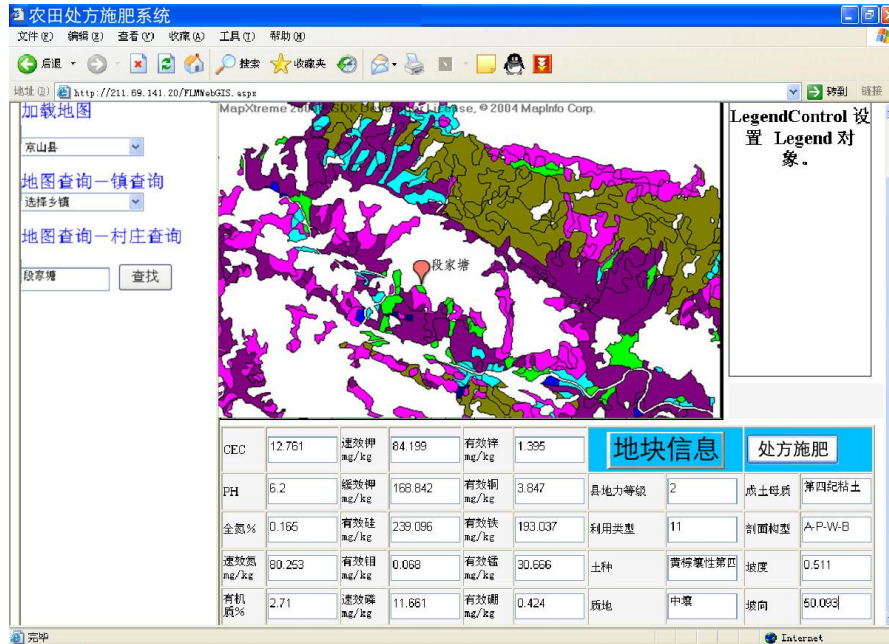 农田处方施肥系统
文件(F) 编辑(E) 查看(V) 收藏(A) 工具(T) 帮助(H)
后退 搜索 收藏夹
地址(D) http://211.69.141.20/FLMWebGIS.aspx 转到 链接
加载地图
京山县
地图查询—镇查询
选择乡镇
地图查询—村庄查询
段家塘 查找
MapXtreme 2004 SDK Developer License, © 2004 MapInfo Corp.
段家塘
LegendControl 设
置 Legend 对
象。
CEC 12.761 速效钾 mg/kg 84.199 有效锌 mg/kg 1.395 地块信息 处方施肥
PH 6.2 缓效钾 mg/kg 168.842 有效铜 mg/kg 3.847 县地力等级 2 成土母质 第四纪粘土
全氮% 0.165 有效硅 mg/kg 239.096 有效铁 mg/kg 193.037 利用类型 11 剖面构型 A-P-W-B
速效氮 mg/kg 80.253 有效钼 mg/kg 0.068 有效锰 mg/kg 30.666 土种 黄棕壤性第四 坡度 0.511
有机质% 2.71 速效磷 mg/kg 11.661 有效硼 mg/kg 0.424 质地 中壤 坡向 50.093
完毕 Internet